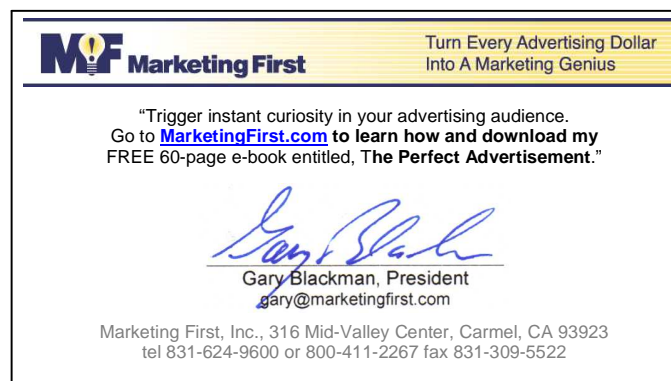 MF Marketing First
Turn Every Advertising Dollar
Into A Marketing Genius
“Trigger instant curiosity in your advertising audience.
Go to MarketingFirst.com to learn how and download my
FREE 60-page e-book entitled, The Perfect Advertisement.”
Gary Blackman
Gary Blackman, President
gary@marketingfirst.com
Marketing First, Inc., 316 Mid-Valley Center, Carmel, CA 93923
tel 831-624-9600 or 800-411-2267 fax 831-309-5522